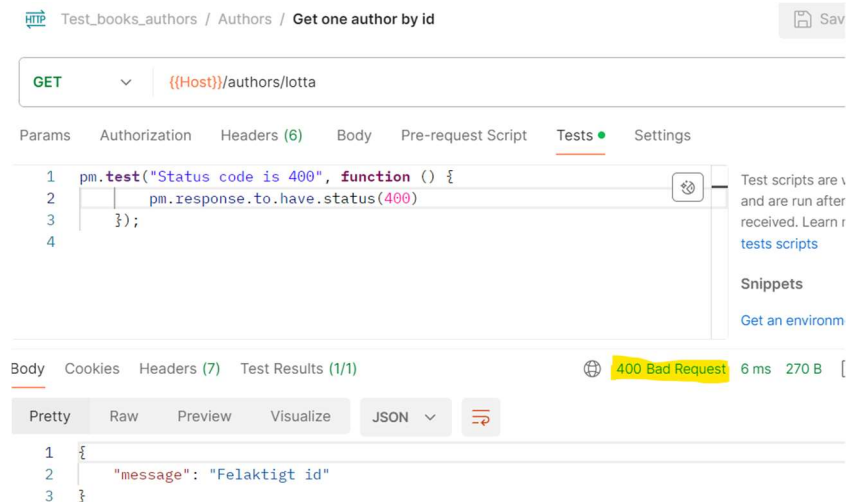 HTTP Test_books_authors / Authors / Get one author by id
GET {{Host}}/authors/lotta
Params Authorization Headers (6) Body Pre-request Script Tests Settings
1 pm.test("Status code is 400", function () {
2 pm.response.to.have.status(400)
3 });
4
Test scripts are
and are run after
received. Learn
tests scripts
Snippets
Get an
Body Cookies Headers (7) Test Results (1/1) 400 Bad Request 6 ms 270 B
Pretty Raw Preview Visualize JSON
1 {
2 "message": "Felaktigt id"
3 }